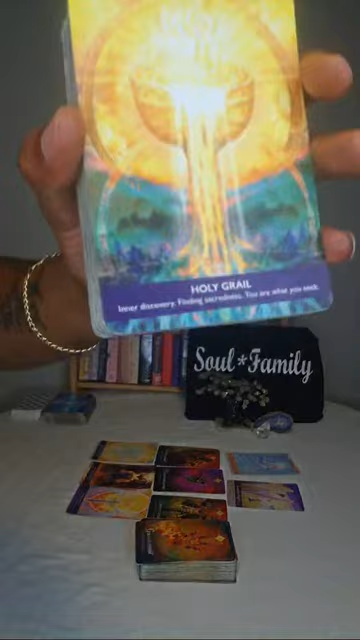 HOLY GRAIL
Inner discovery. Finding sacredness. You are what you seek.
Soul*Family